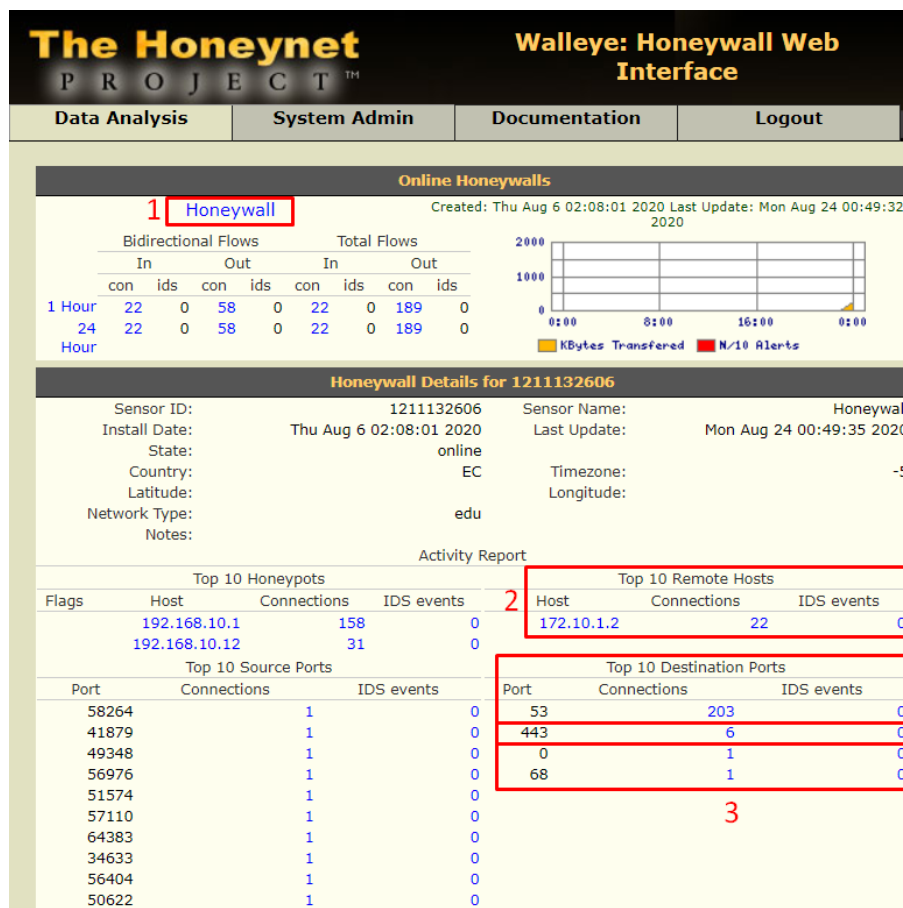 The Honeynet
PROJECT™
Walleye: Honeywall Web
Interface
Data Analysis System Admin Documentation Logout
Online Honeywalls
1 Honeywall
Created: Thu Aug 6 02:08:01 2020 Last Update: Mon Aug 24 00:49:32
2020
Bidirectional Flows Total Flows
In Out In Out
con ids con ids con ids con ids
1 Hour 22 0 58 0 22 0 189 0
24 22 0 58 0 22 0 189 0
Hour
2000
1000
0
0:00 8:00 16:00 0:00
KBytes Transfered N/10 Alerts
Honeywall Details for 1211132606
Sensor ID: 1211132606 Sensor Name: Honeywal
Install Date: Thu Aug 6 02:08:01 2020 Last Update: Mon Aug 24 00:49:35 2020
State: online
Country: EC Timezone: -5
Latitude: Longitude:
Network Type: edu
Notes:
Activity Report
Top 10 Honeypots
Flags Host Connections IDS events
192.168.10.1 158 0
192.168.10.12 31 0
2
Top 10 Remote Hosts
Host Connections IDS events
172.10.1.2 22 0
Top 10 Source Ports
Port Connections IDS events
58264 1 0
41879 1 0
49348 1 0
56976 1 0
51574 1 0
57110 1 0
64383 1 0
34633 1 0
56404 1 0
50622 1 0
Top 10 Destination Ports
Port Connections IDS events
53 203 0
443 6 0
0 1 0
68 1 0
3